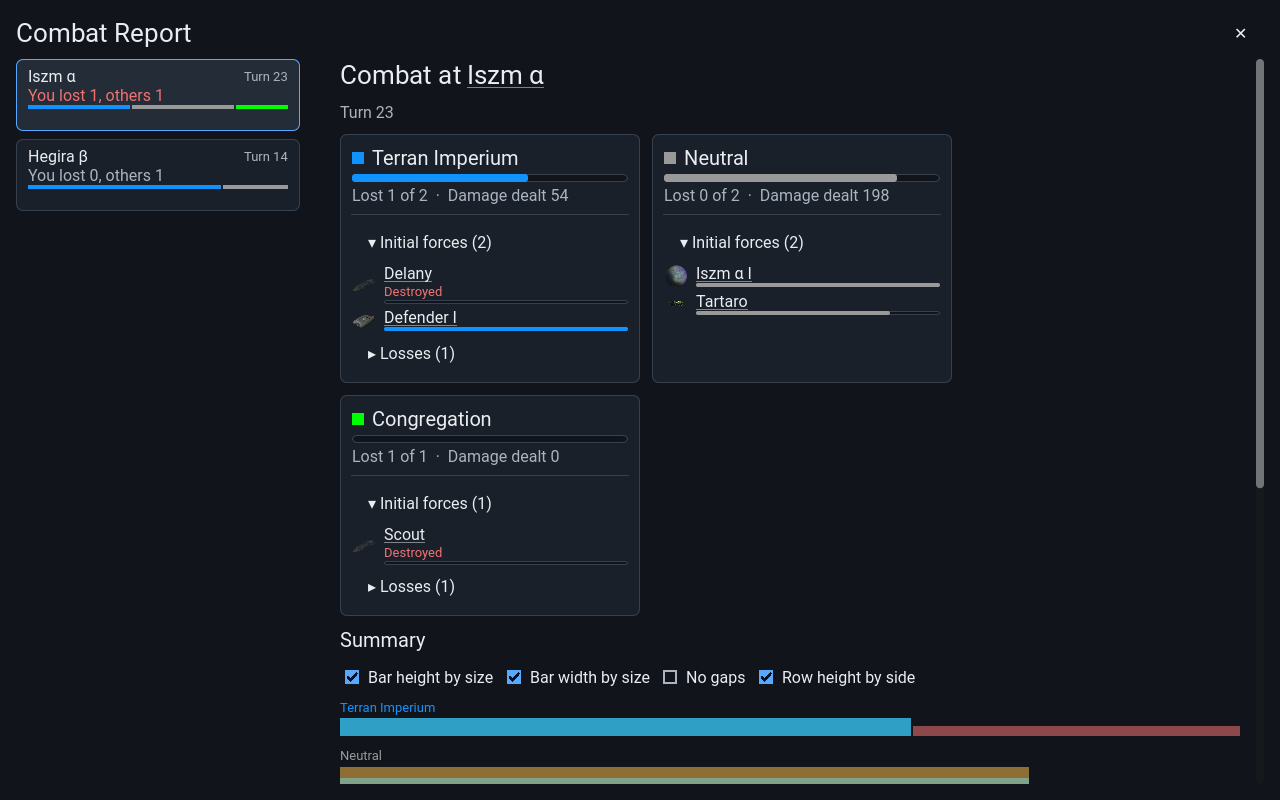 Combat Report
×
Iszm α
Turn 23
You lost 1, others 1
Hegira β
Turn 14
You lost 0, others 1
Combat at Iszm α
Turn 23
Terran Imperium
Lost 1 of 2 · Damage dealt 54
▾ Initial forces (2)
Delany
Destroyed
Defender I
▸ Losses (1)
Neutral
Lost 0 of 2 · Damage dealt 198
▾ Initial forces (2)
Iszm α I
Tartaro
Congregation
Lost 1 of 1 · Damage dealt 0
▾ Initial forces (1)
Scout
Destroyed
▸ Losses (1)
Summary
Bar height by size Bar width by size No gaps Row height by side
Terran Imperium
Neutral